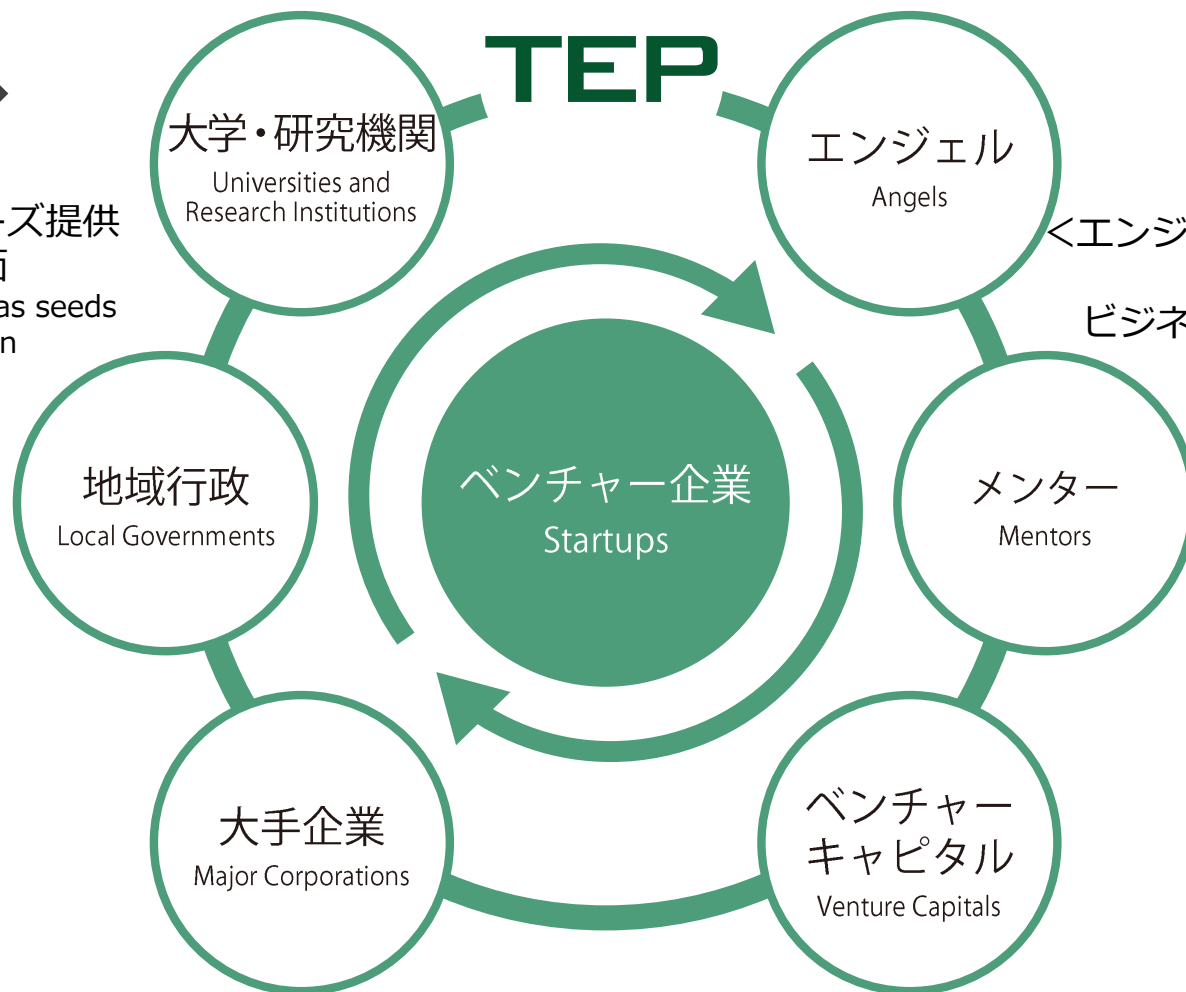 TEP
大学・研究機関
Universities and
Research Institutions
エンジェル
Angels
ーズ提供
as seeds
<エンジ
ビジネ
地域行政
Local Governments
ベンチャー企業
Startups
メンター
Mentors
大手企業
Major Corporations
ベンチャー
キャピタル
Venture Capitals